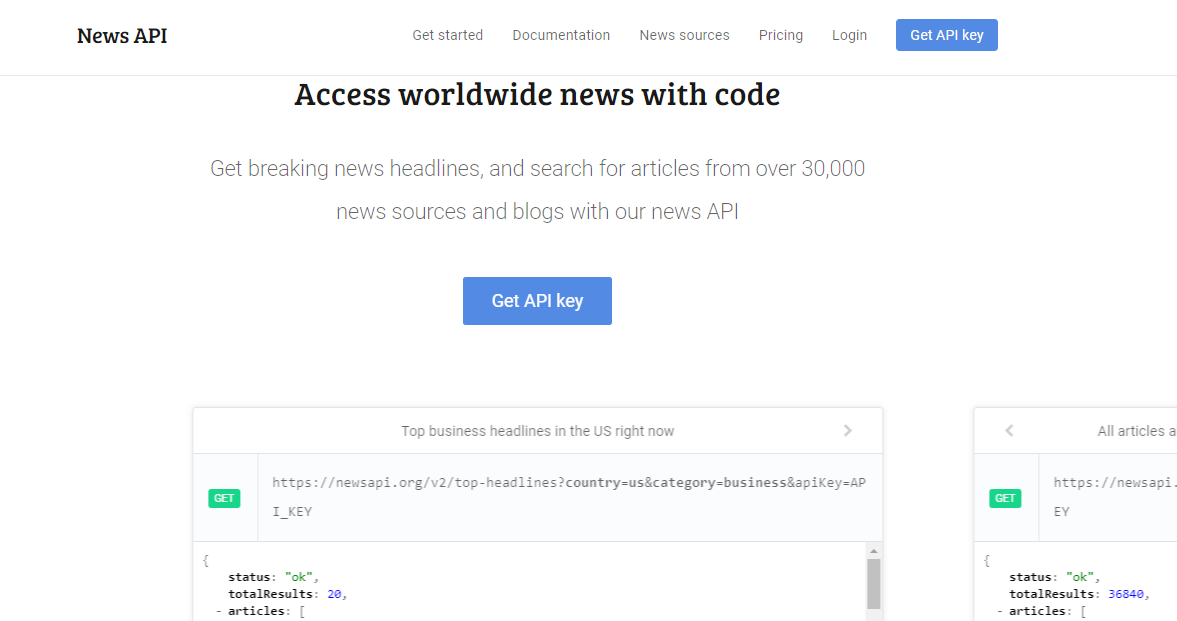 News API
Get started
Documentation
News sources
Pricing
Login
Get API key
Access worldwide news with code
Get breaking news headlines, and search for articles from over 30,000
news sources and blogs with our news API
Get API key
Top business headlines in the US right now
GET
https://newsapi.org/v2/top-headlines?country=us&category=business&apiKey=AP
I_KEY
{
status: "ok",
totalResults: 20,
- articles: [
All articles a
GET
https://newsapi.
EY
{
status: "ok",
totalResults: 36840,
- articles: [